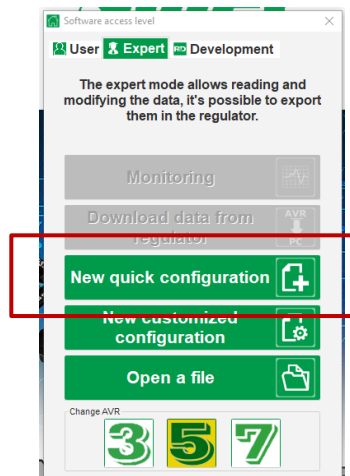 Software access level
User Expert R&D Development
The expert mode allows reading and
modifying the data, it's possible to export
them in the regulator.
Monitoring
Download data from
regulator
AVR
PC
New quick configuration
New customized
configuration
Open a file
Change AVR
3 5 7